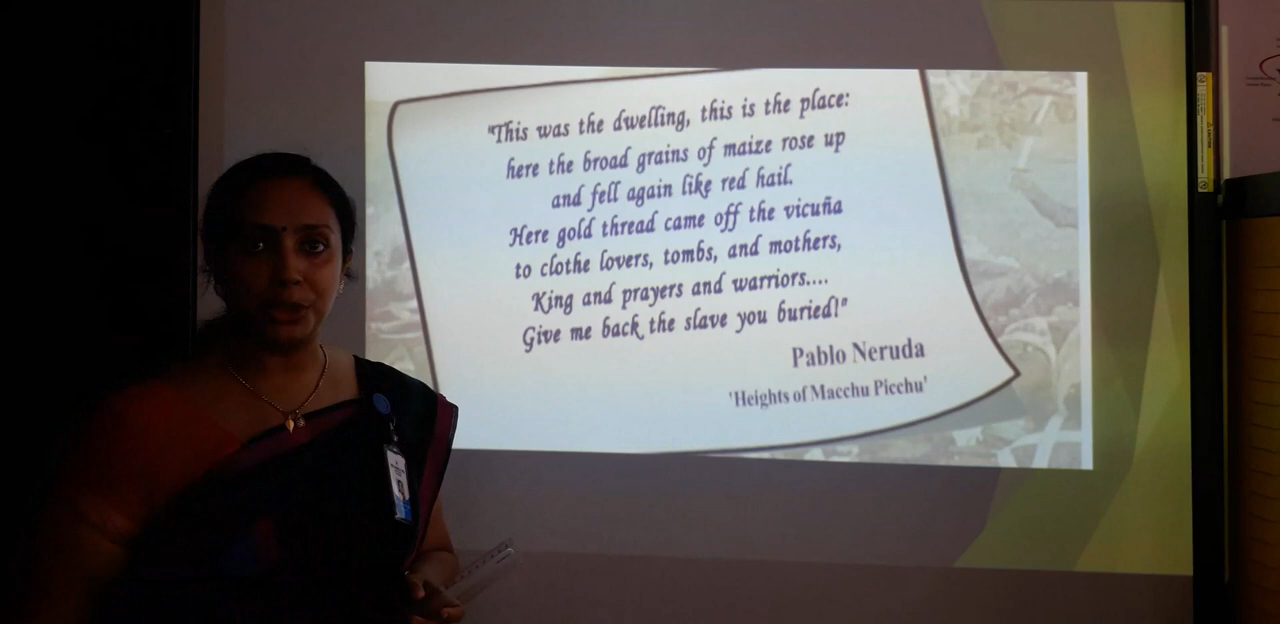 "This was the dwelling, this is the place:
here the broad grains of maize rose up
and fell again like red hail.
Here gold thread came off the vicuña
to clothe lovers, tombs, and mothers,
King and prayers and warriors....
Give me back the slave you buried!"
Pablo Neruda
'Heights of Macchu Picchu'